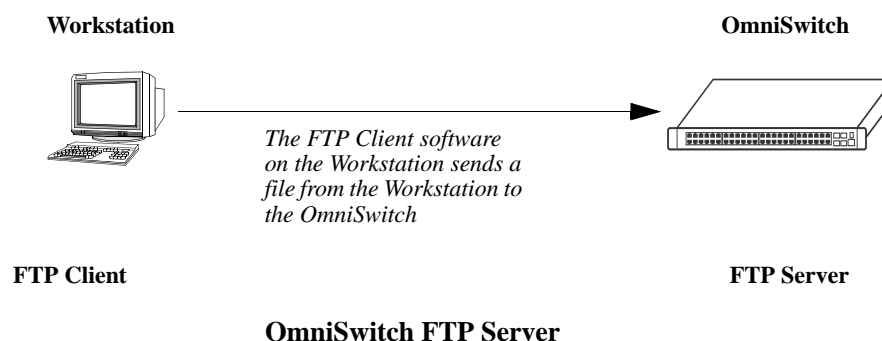 Workstation
OmniSwitch
The FTP Client software
on the Workstation sends a
file from the Workstation to
the OmniSwitch
FTP Client
FTP Server
OmniSwitch FTP Server